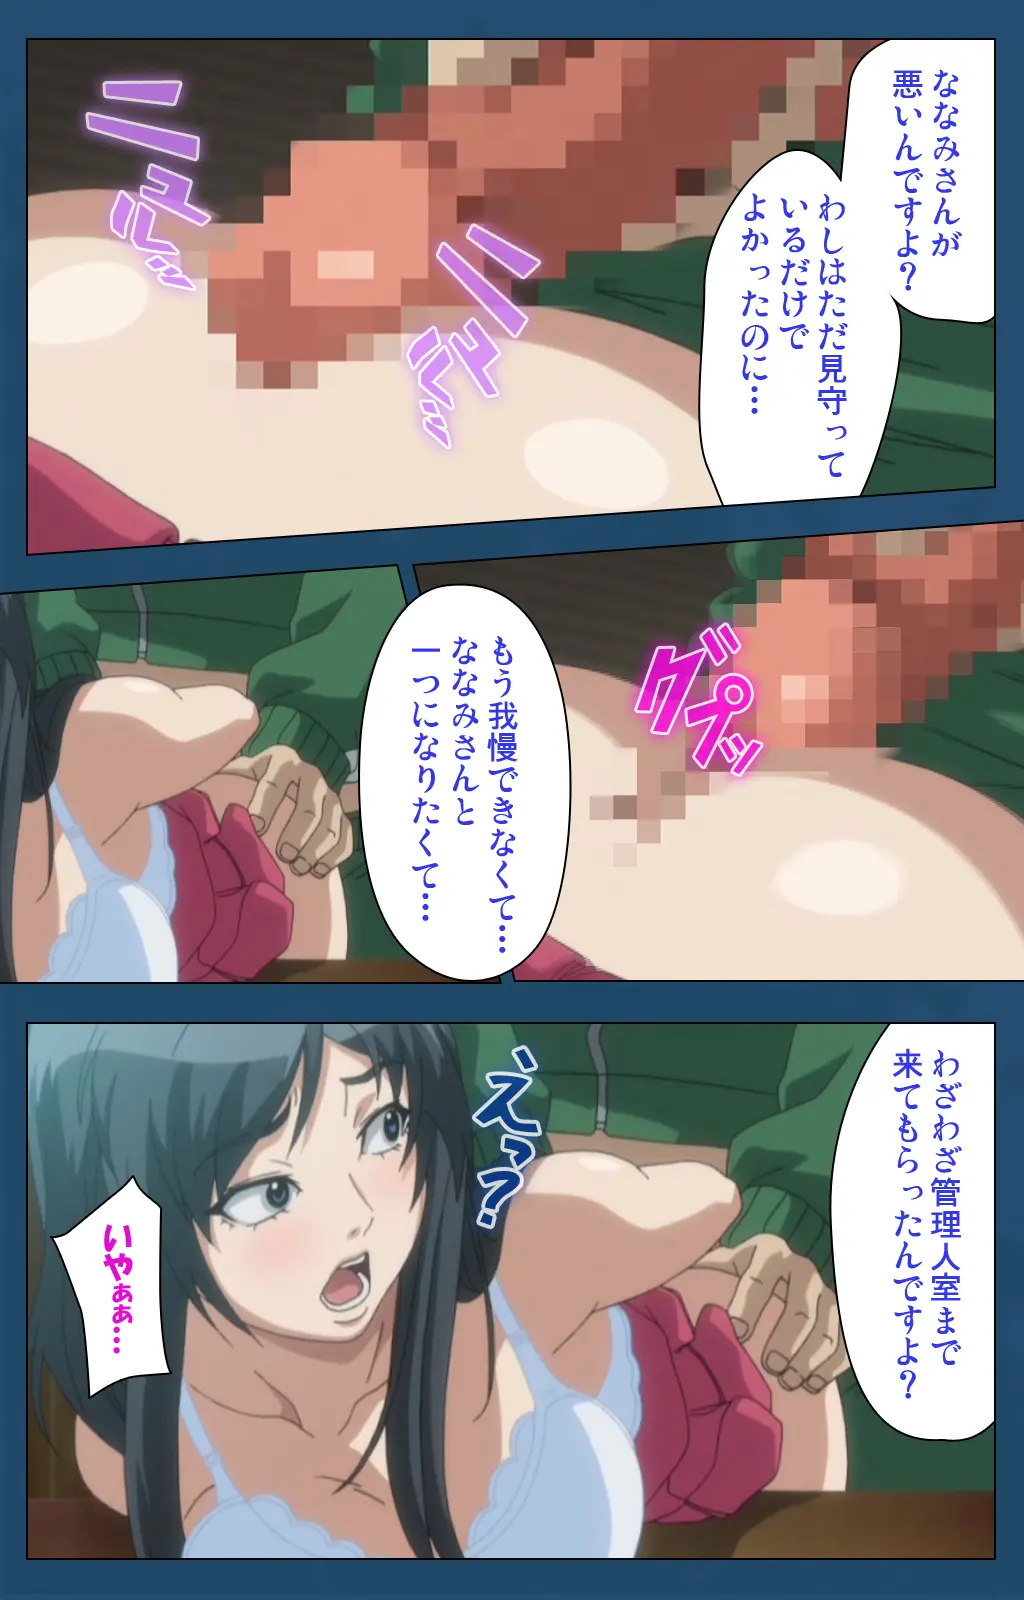 ななみさんが
悪いんですよ？
わしはただ見守って
いるだけで
よかったのに…
ニュルッ
ニュルッ
グプッ
もう我慢できなくて…
ななみさんと
一つになりたくて…
わざわざ管理人室まで
来てもらったんですよ？
えっ？
いやぁぁ…